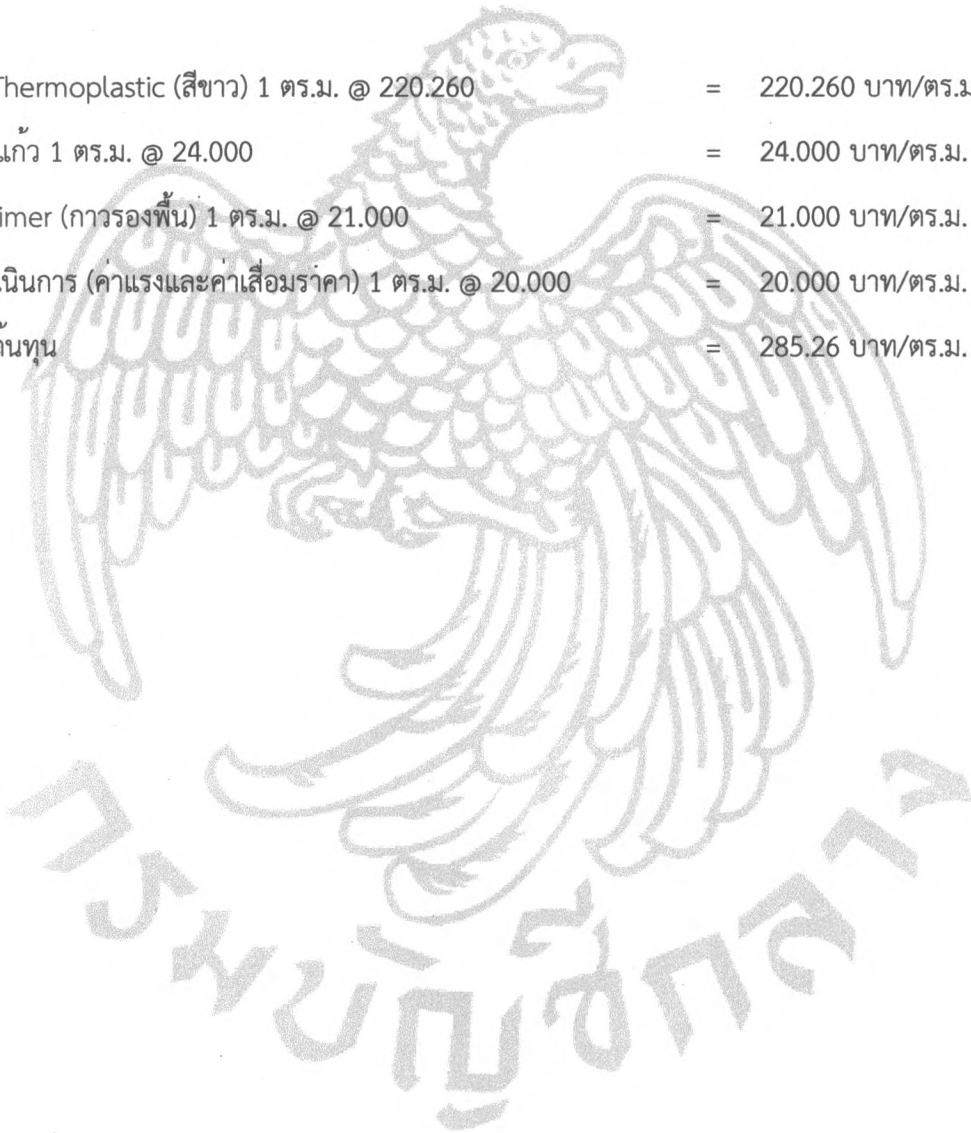 Thermoplastic (สีขาว) 1 ตร.ม. @ 220.260 = 220.260 บาท/ตร.ม
แก้ว 1 ตร.ม. @ 24.000 = 24.000 บาท/ตร.ม.
imer (กาวรองพื้น) 1 ตร.ม. @ 21.000 = 21.000 บาท/ตร.ม.
นินการ (ค่าแรงและค่าเสื่อมราคา) 1 ตร.ม. @ 20.000 = 20.000 บาท/ตร.ม.
้นทุน = 285.26 บาท/ตร.ม.
กรมบัญชีกลาง